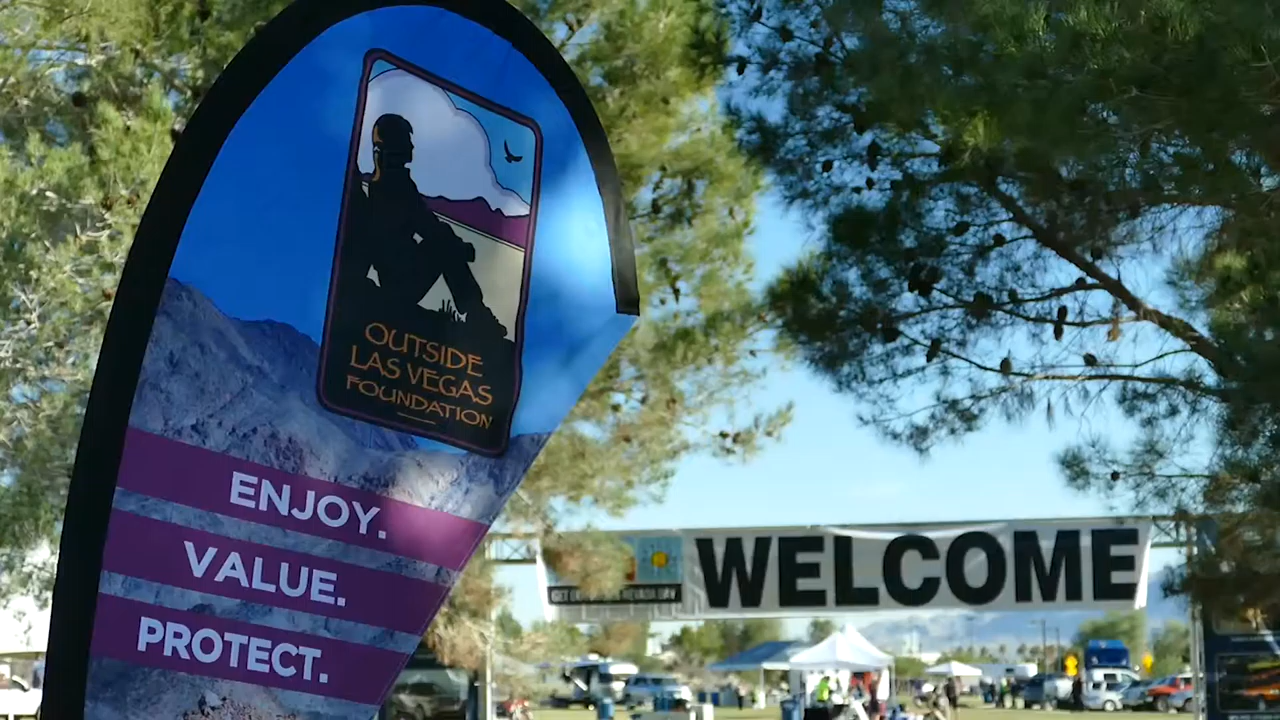 OUTSIDE
LAS VEGAS
FOUNDATION
ENJOY.
VALUE.
PROTECT.
WELCOME